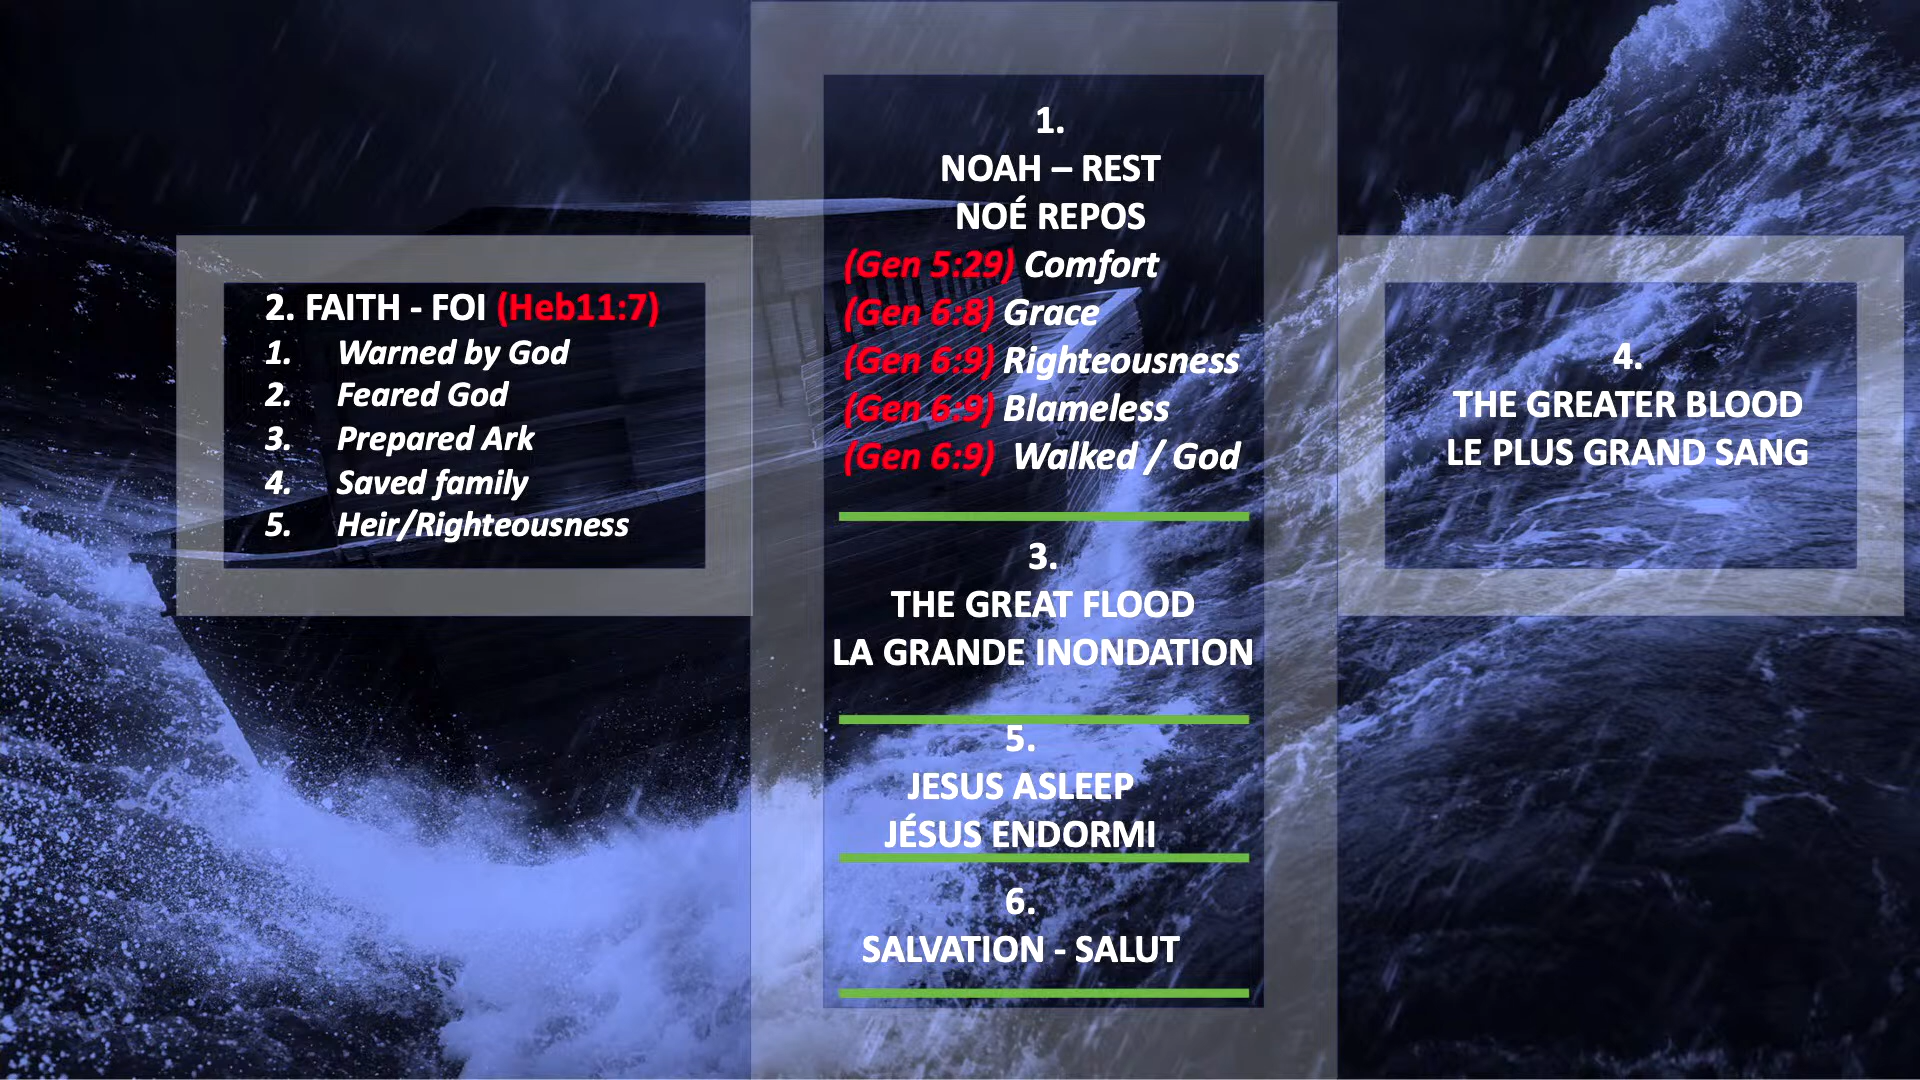 1.
NOAH – REST
NOÉ REPOS
(Gen 5:29) Comfort
(Gen 6:8) Grace
(Gen 6:9) Righteousness
(Gen 6:9) Blameless
(Gen 6:9) Walked / God
2. FAITH - FOI (Heb11:7)
1. Warned by God
2. Feared God
3. Prepared Ark
4. Saved family
5. Heir/Righteousness
3.
THE GREAT FLOOD
LA GRANDE INONDATION
4.
THE GREATER BLOOD
LE PLUS GRAND SANG
5.
JESUS ASLEEP
JÉSUS ENDORMI
6.
SALVATION - SALUT